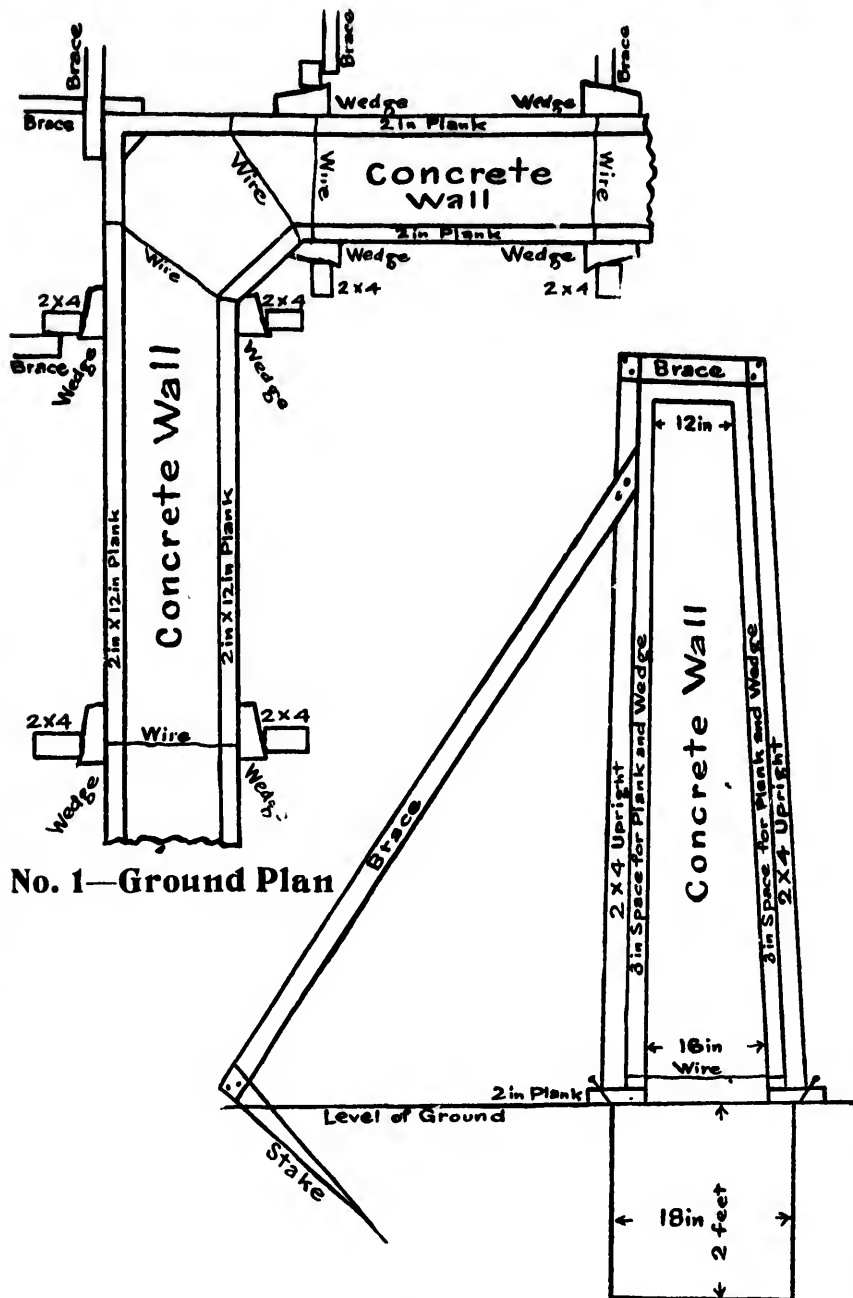 Brace
Brace
Brace
Brace
Wedge
Wedge
2 in Plank
Wire
Wire
Wire
Concrete
Wall
2 in Plank
Wedge
Wedge
2x4
2x4
Wire
2x4
2x4
Brace
Wedge
Wedge
Concrete Wall
2 in X 12 in Plank
2 in X 12 in Plank
2x4
2x4
Wire
Wedge
Wedg
No. 1—Ground Plan
Brace
12 in
Brace
2x4 Upright
3 in Space for Plank and Wedge
Concrete Wall
3 in Space for Plank and Wedge
2x4 Upright
16 in
Wire
2 in Plank
Level of Ground
Stake
18 in
2 feet